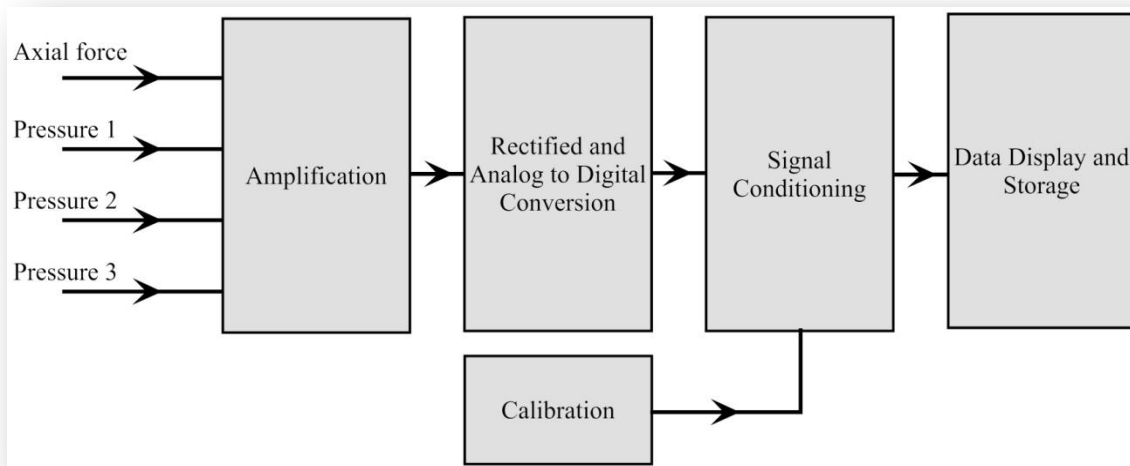 Axial force
Pressure 1
Pressure 2
Pressure 3
Amplification
Rectified and
Analog to Digital
Conversion
Signal
Conditioning
Data Display and
Storage
Calibration